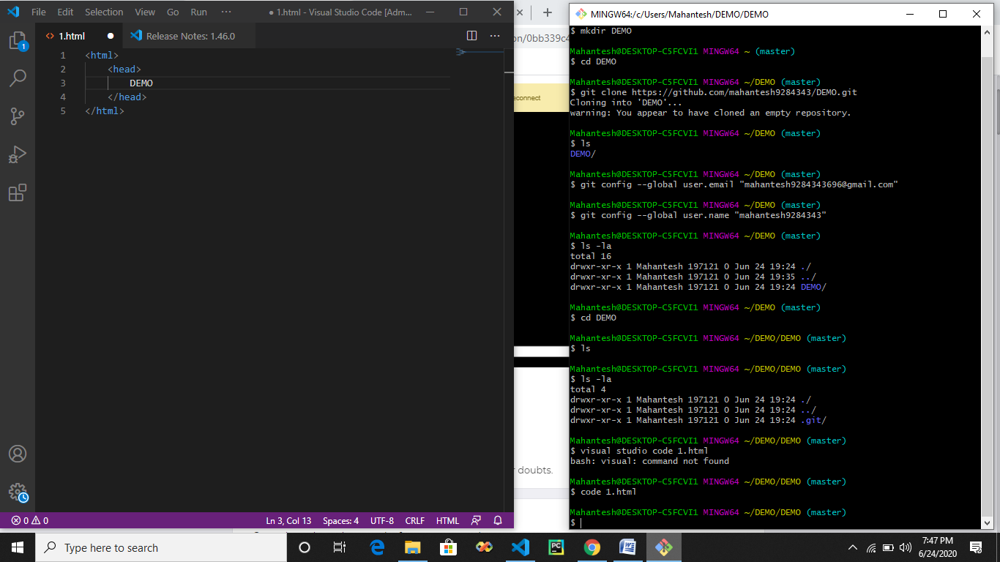 File Edit Selection View Go Run ··· ● 1.html - Visual Studio Code [Adm...
1.html
Release Notes: 1.46.0
1 <html>
2 <head>
3 DEMO
4 </head>
5 </html>
1
0 0
Ln 3, Col 13 Spaces: 4 UTF-8 CRLF HTML
on/0bb339c4
econnect
doubts.
MINGW64:/c/Users/Mahantesh/DEMO/DEMO
$ mkdir DEMO
Mahantesh@DESKTOP-C5FCVI1 MINGW64 ~ (master)
$ cd DEMO
Mahantesh@DESKTOP-C5FCVI1 MINGW64 ~/DEMO (master)
$ git clone https://github.com/mahantesh9284343/DEMO.git
Cloning into 'DEMO'...
warning: You appear to have cloned an empty repository.
Mahantesh@DESKTOP-C5FCVI1 MINGW64 ~/DEMO (master)
$ ls
DEMO/
Mahantesh@DESKTOP-C5FCVI1 MINGW64 ~/DEMO (master)
$ git config --global user.email "mahantesh9284343696@gmail.com"
Mahantesh@DESKTOP-C5FCVI1 MINGW64 ~/DEMO (master)
$ git config --global user.name "mahantesh9284343"
Mahantesh@DESKTOP-C5FCVI1 MINGW64 ~/DEMO (master)
$ ls -la
total 16
drwxr-xr-x 1 Mahantesh 197121 0 Jun 24 19:24 ./
drwxr-xr-x 1 Mahantesh 197121 0 Jun 24 19:35 ../
drwxr-xr-x 1 Mahantesh 197121 0 Jun 24 19:24 DEMO/
Mahantesh@DESKTOP-C5FCVI1 MINGW64 ~/DEMO (master)
$ cd DEMO
Mahantesh@DESKTOP-C5FCVI1 MINGW64 ~/DEMO/DEMO (master)
$ ls
Mahantesh@DESKTOP-C5FCVI1 MINGW64 ~/DEMO/DEMO (master)
$ ls -la
total 4
drwxr-xr-x 1 Mahantesh 197121 0 Jun 24 19:24 ./
drwxr-xr-x 1 Mahantesh 197121 0 Jun 24 19:24 ../
drwxr-xr-x 1 Mahantesh 197121 0 Jun 24 19:24 .git/
Mahantesh@DESKTOP-C5FCVI1 MINGW64 ~/DEMO/DEMO (master)
$ visual studio code 1.html
bash: visual: command not found
Mahantesh@DESKTOP-C5FCVI1 MINGW64 ~/DEMO/DEMO (master)
$ code 1.html
Mahantesh@DESKTOP-C5FCVI1 MINGW64 ~/DEMO/DEMO (master)
$
Type here to search
7:47 PM
6/24/2020